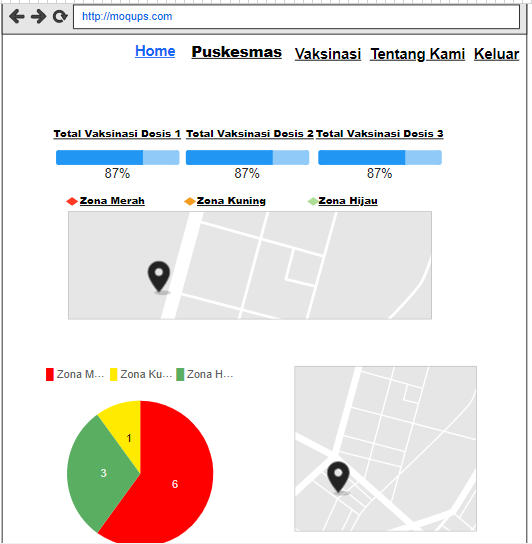 http://moqups.com
Home Puskesmas Vaksinasi Tentang Kami Keluar
Total Vaksinasi Dosis 1 Total Vaksinasi Dosis 2 Total Vaksinasi Dosis 3
87% 87% 87%
Zona Merah Zona Kuning Zona Hijau
Zona M... Zona Ku... Zona H...
1
3
6